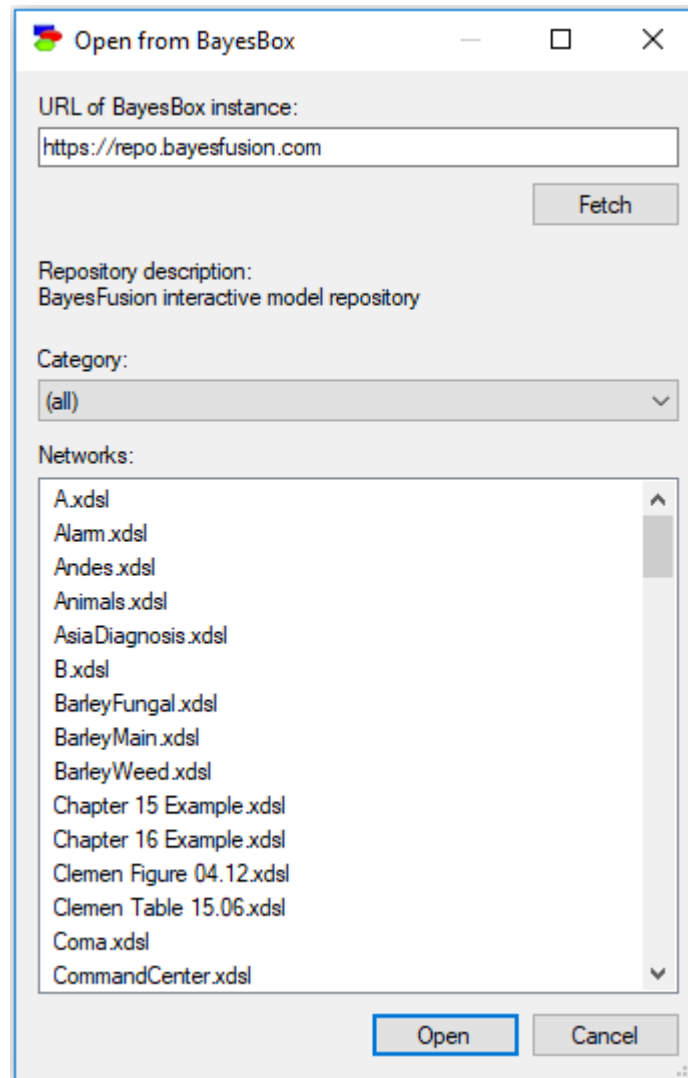 Open from BayesBox
URL of BayesBox instance:
https://repo.bayesfusion.com
Fetch
Repository description:
BayesFusion interactive model repository
Category:
(all)
Networks:
A.xdsl
Alarm.xdsl
Andes.xdsl
Animals.xdsl
AsiaDiagnosis.xdsl
B.xdsl
BarleyFungal.xdsl
BarleyMain.xdsl
BarleyWeed.xdsl
Chapter 15 Example.xdsl
Chapter 16 Example.xdsl
Clemen Figure 04.12.xdsl
Clemen Table 15.06.xdsl
Coma.xdsl
CommandCenter.xdsl
Open Cancel